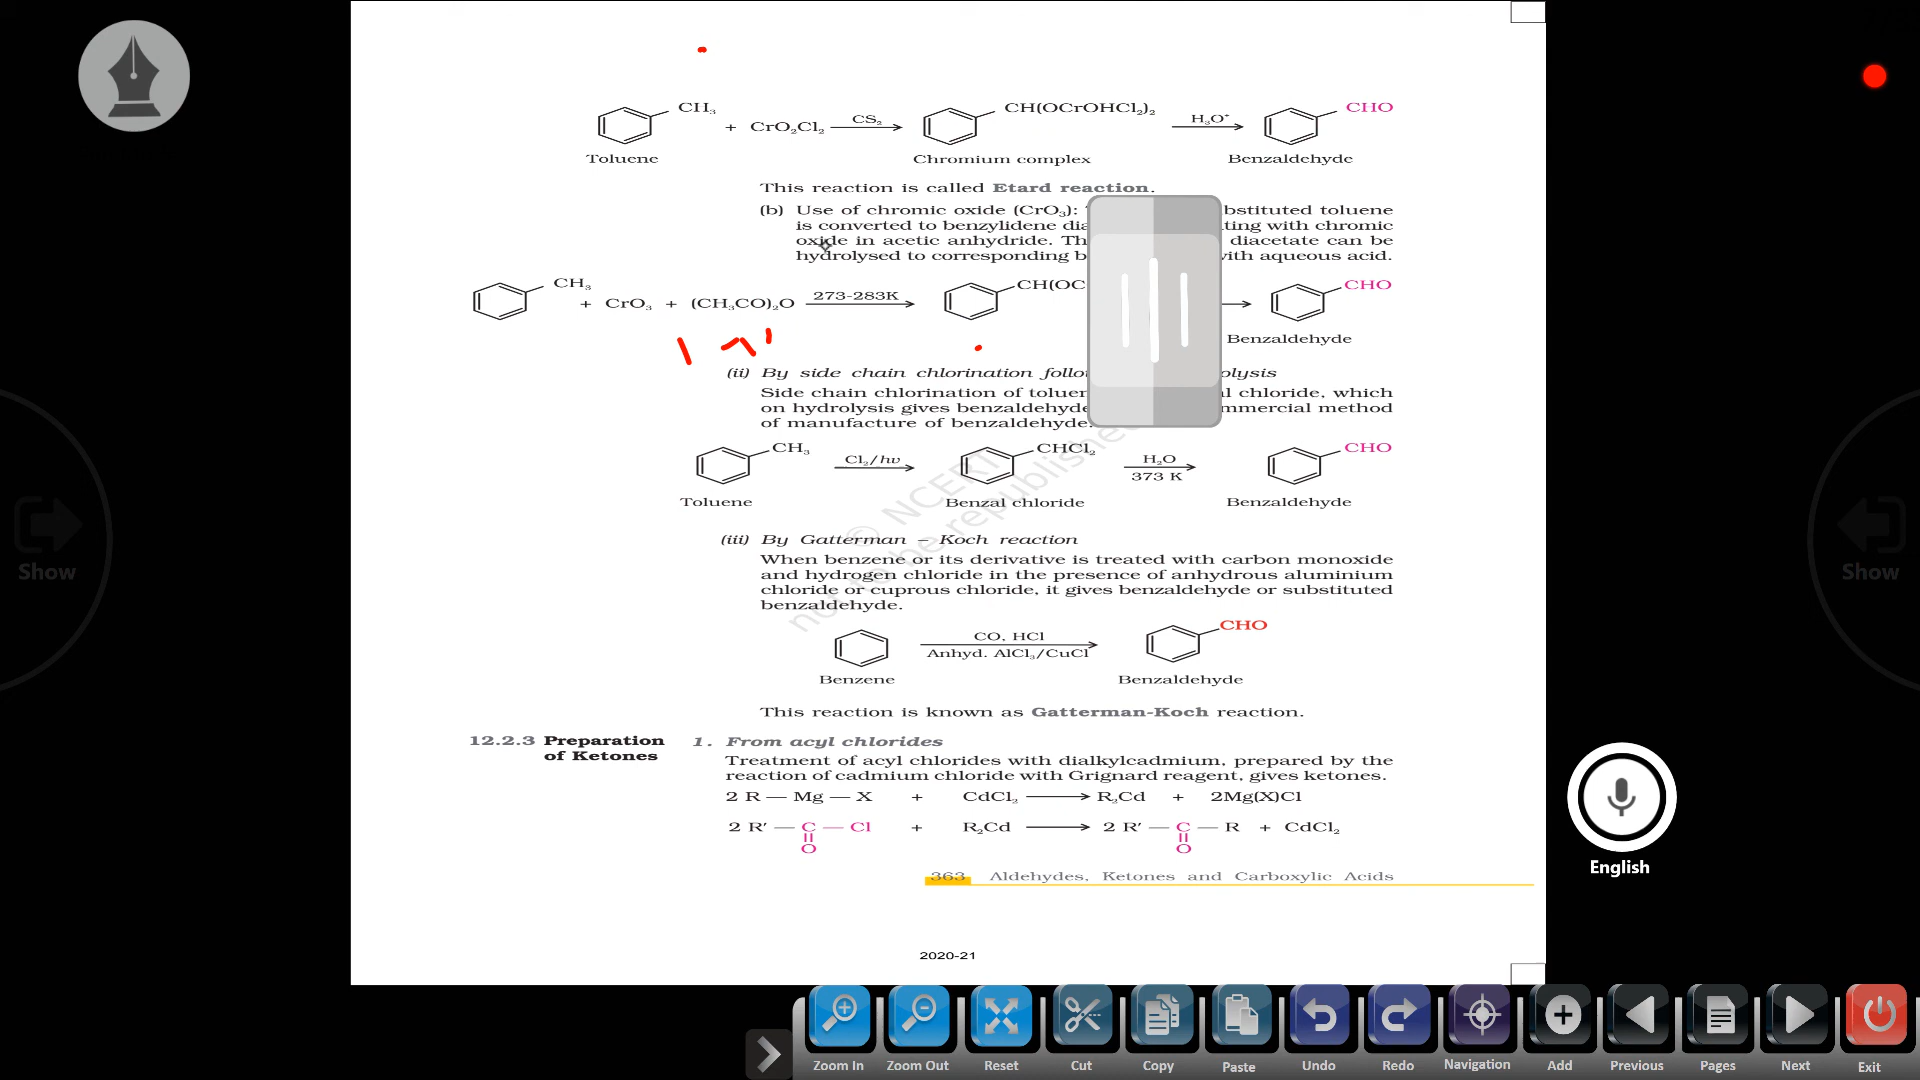 CH₃ + CrO₂Cl₂ CS₂ CH(OCrOHCl₂)₂ H₃O⁺ CHO
Toluene Chromium complex Benzaldehyde
This reaction is called Etard reaction.
(b) Use of chromic oxide (CrO₃): bstituted toluene
is converted to benzylidene dia ting with chromic
oxide in acetic anhydride. Th diacetate can be
hydrolysed to corresponding b with aqueous acid.
CH₃ + CrO₃ + (CH₃CO)₂O 273-283K CH(OC CHO
Benzaldehyde
(ii) By side chain chlorination follo olysis
Side chain chlorination of toluen l chloride, which
on hydrolysis gives benzaldehyde mmercial method
of manufacture of benzaldehyde.
CH₃ Cl₂/hν CHCl₂ H₂O 373 K CHO
Toluene Benzal chloride Benzaldehyde
© NCERT
not to be republished
(iii) By Gatterman – Koch reaction
When benzene or its derivative is treated with carbon monoxide
and hydrogen chloride in the presence of anhydrous aluminium
chloride or cuprous chloride, it gives benzaldehyde or substituted
benzaldehyde.
CO, HCl Anhyd. AlCl₃/CuCl CHO
Benzene Benzaldehyde
This reaction is known as Gatterman-Koch reaction.
12.2.3 Preparation of Ketones
1. From acyl chlorides
Treatment of acyl chlorides with dialkylcadmium, prepared by the
reaction of cadmium chloride with Grignard reagent, gives ketones.
2 R — Mg — X + CdCl₂ ⟶ R₂Cd + 2Mg(X)Cl
2 R′ — C — Cl + R₂Cd ⟶ 2 R′ — C — R + CdCl₂
O O
363 Aldehydes, Ketones and Carboxylic Acids
2020-21
Show
Show
English
Zoom In Zoom Out Reset Cut Copy Paste Undo Redo Navigation Add Previous Pages Next Exit